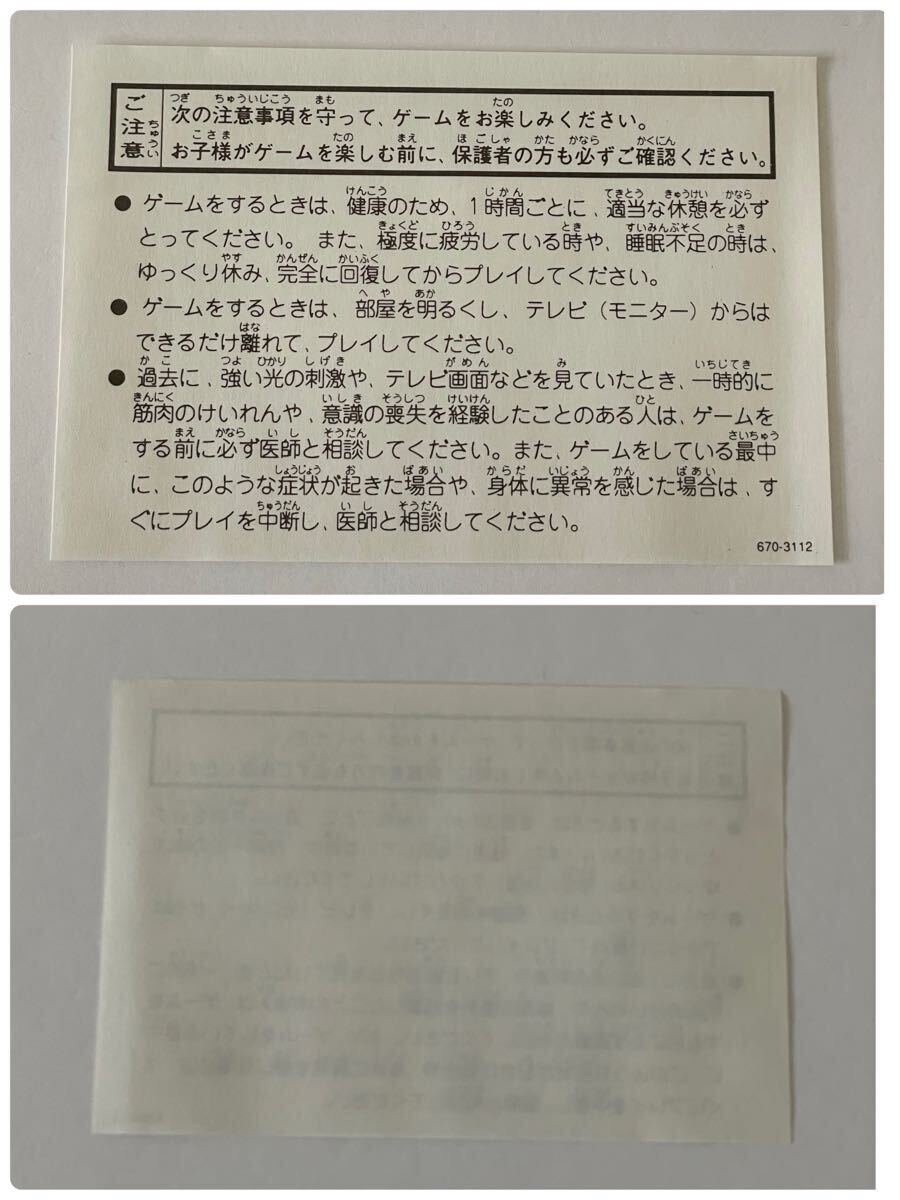 ご注意
次の注意事項を守って、ゲームをお楽しみください。
お子様がゲームを楽しむ前に、保護者の方も必ずご確認ください。
● ゲームをするときは、健康のため、1時間ごとに、適当な休憩を必ず
とってください。また、極度に疲労している時や、睡眠不足の時は、
ゆっくり休み、完全に回復してからプレイしてください。
● ゲームをするときは、部屋を明るくし、テレビ（モニター）からは
できるだけ離れて、プレイしてください。
● 過去に、強い光の刺激や、テレビ画面などを見ていたとき、一時的に
筋肉のけいれんや、意識の喪失を経験したことのある人は、ゲームを
する前に必ず医師と相談してください。また、ゲームをしている最中
に、このような症状が起きた場合や、身体に異常を感じた場合は、す
ぐにプレイを中断し、医師と相談してください。
670-3112